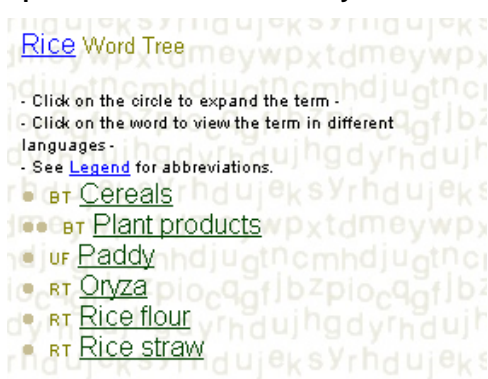 Rice Word Tree
- Click on the circle to expand the term -
- Click on the word to view the term in different
languages -
- See Legend for abbreviations.
BT Cereals
BT Plant products
UF Paddy
RT Oryza
RT Rice flour
RT Rice straw